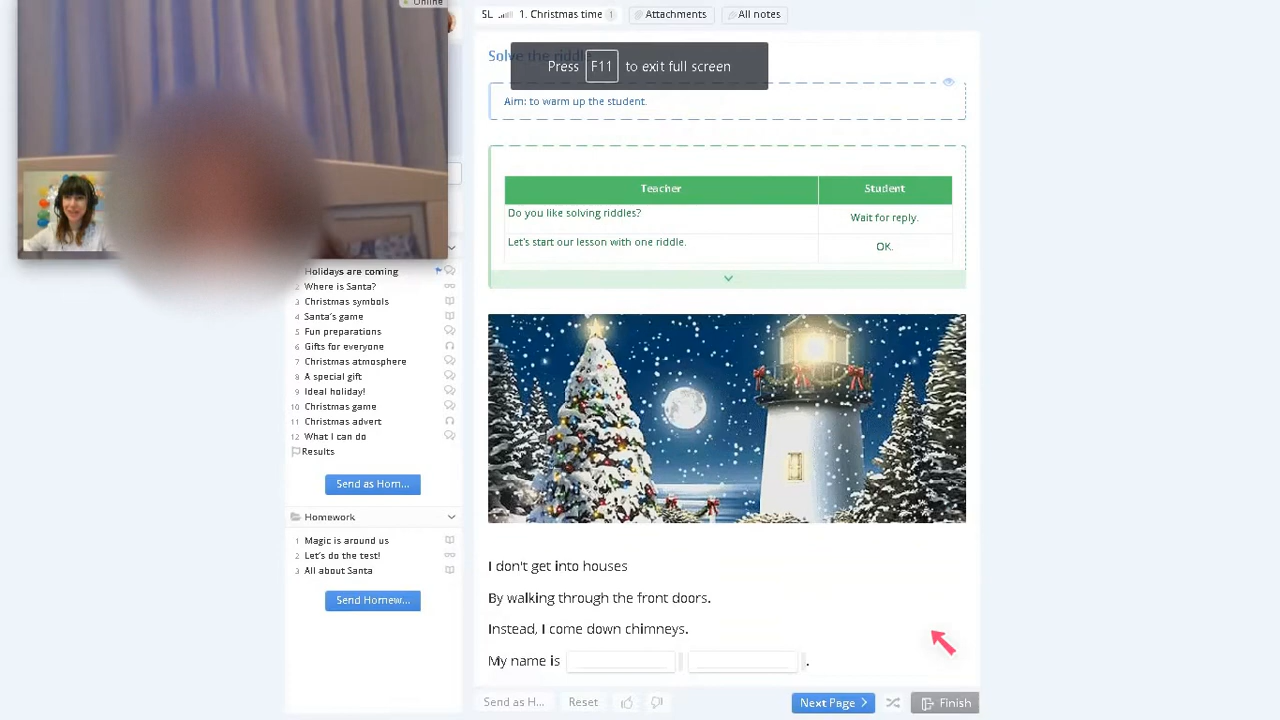 Online
SL
1. Christmas time 1
Attachments
All notes
Solve the riddle
Press F11 to exit full screen
Aim: to warm up the student.
Teacher Student
Do you like solving riddles? Wait for reply.
Let's start our lesson with one riddle. OK.
Holidays are coming
2 Where is Santa?
3 Christmas symbols
4 Santa's game
5 Fun preparations
6 Gifts for everyone
7 Christmas atmosphere
8 A special gift
9 Ideal holiday!
10 Christmas game
11 Christmas advert
12 What I can do
Results
Send as Hom...
Homework
1 Magic is around us
2 Let's do the test!
3 All about Santa
Send Homew...
I don't get into houses
By walking through the front doors.
Instead, I come down chimneys.
My name is .
Send as H... Reset Next Page Finish